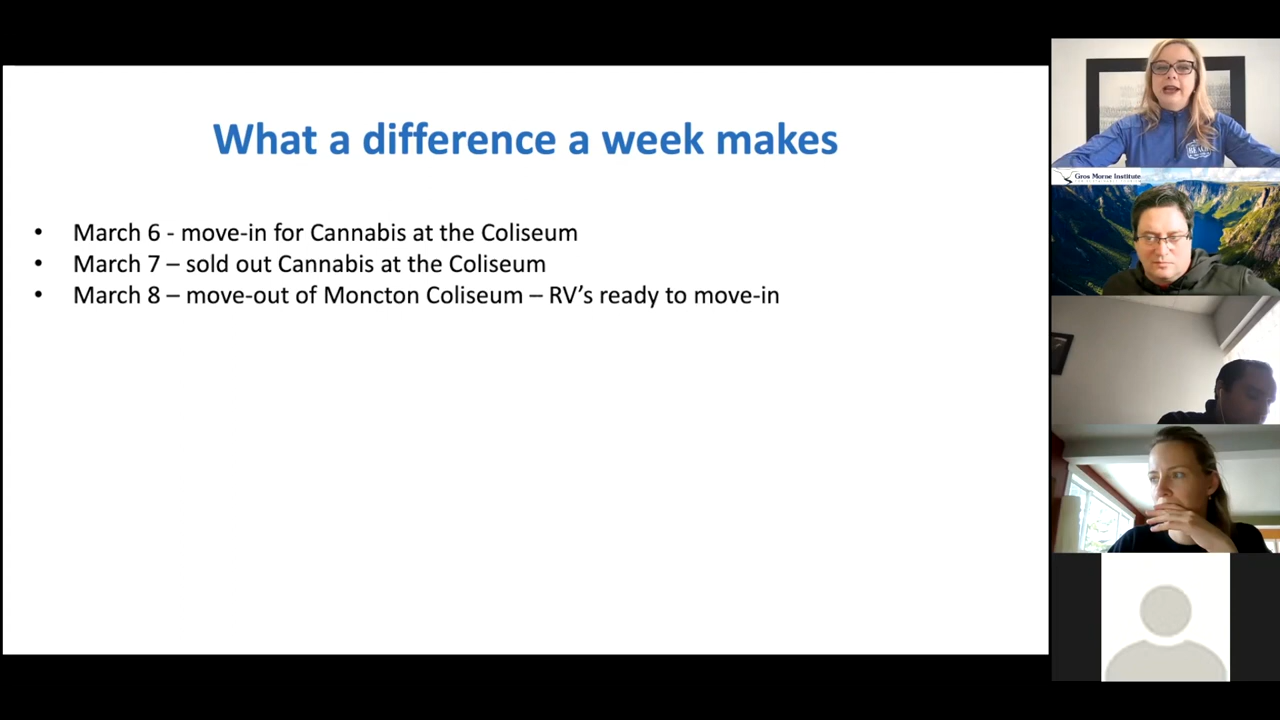 What a difference a week makes
• March 6 - move-in for Cannabis at the Coliseum
• March 7 – sold out Cannabis at the Coliseum
• March 8 – move-out of Moncton Coliseum – RV’s ready to move-in
Gros Morne Institute